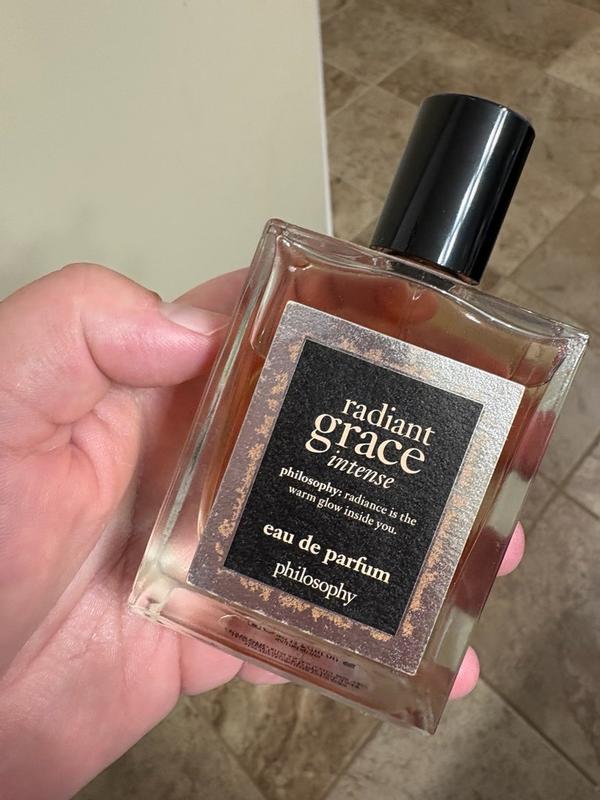 radiant
grace
intense
philosophy: radiance is the
warm glow inside you.
eau de parfum
philosophy